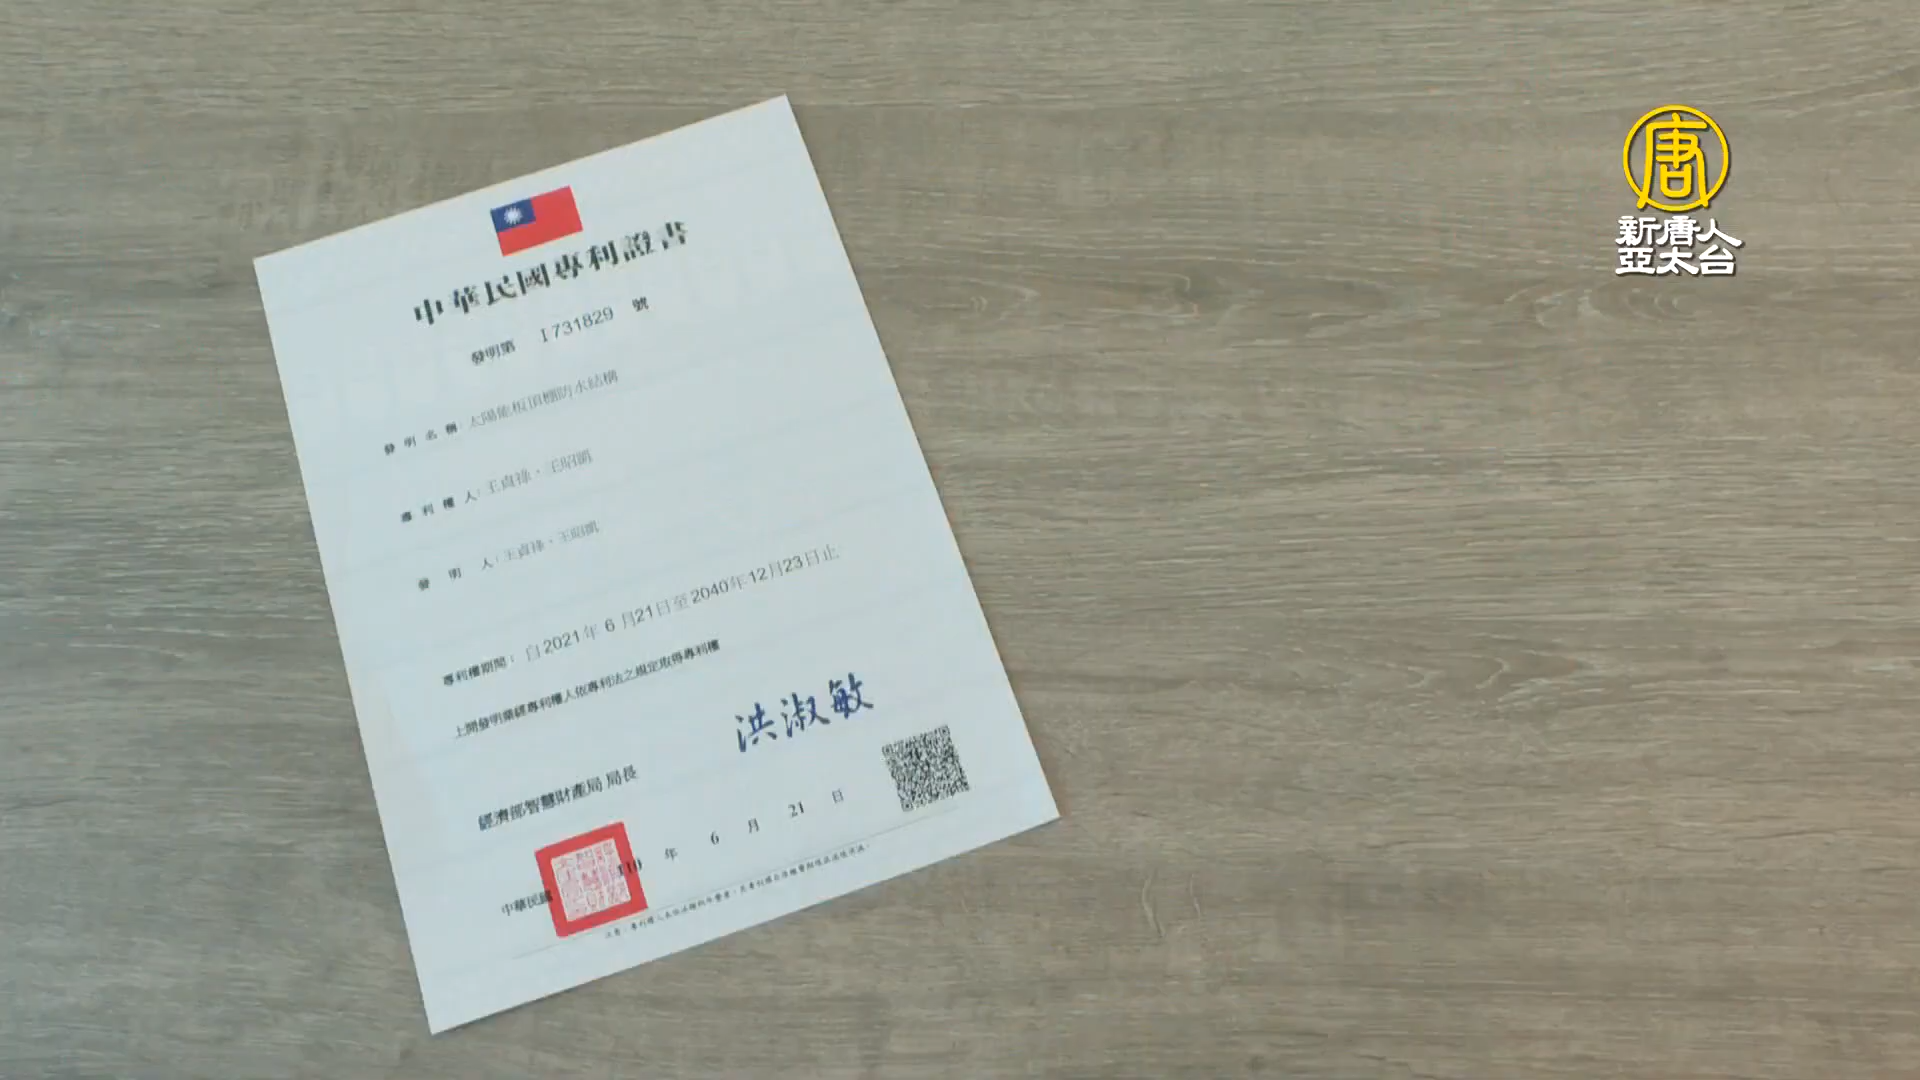 中華民國專利證書
發明第 I731829 號
發明名稱：太陽能板頂棚防水結構
專利權人：王貞祿、王昭凱
發明人：王貞祿、王昭凱
專利權期間：自2021年6月21日至2040年12月23日止
上開發明業經專利權人依專利法之規定取得專利權
經濟部智慧財產局 局長
洪淑敏
中華民國 110 年 6 月 21 日
唐
新唐人
亞太台